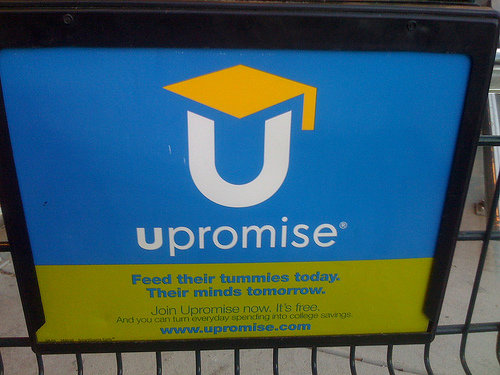 U
upromise®
Feed their tummies today.
Their minds tomorrow.
Join Upromise now. It's free.
And you can turn everyday spending into college savings.
www.upromise.com